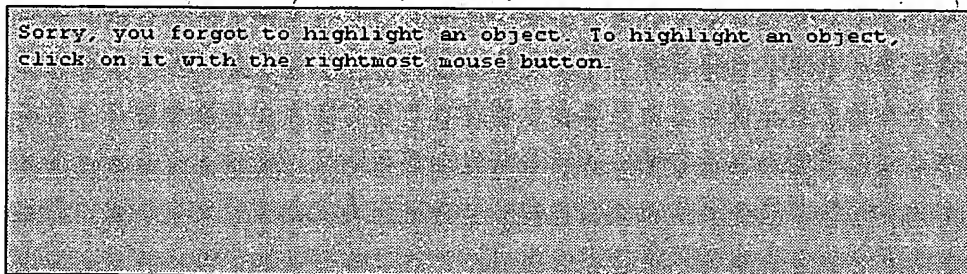 Sorry, you forgot to highlight an object. To highlight an object,
click on it with the rightmost mouse button.